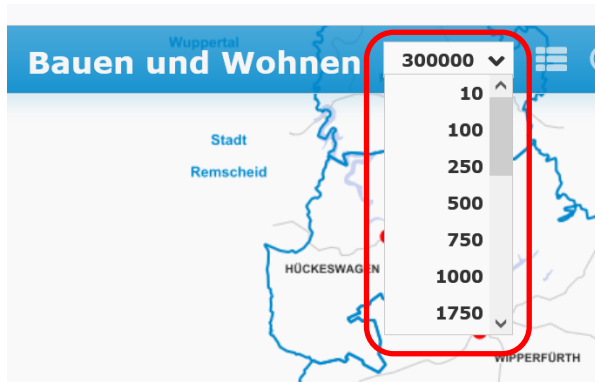 Wuppertal
Bauen und Wohnen 300000
10
100
250
500
750
1000
1750
Stadt
Remscheid
HÜCKESWAGEN
WIPPERFÜRTH